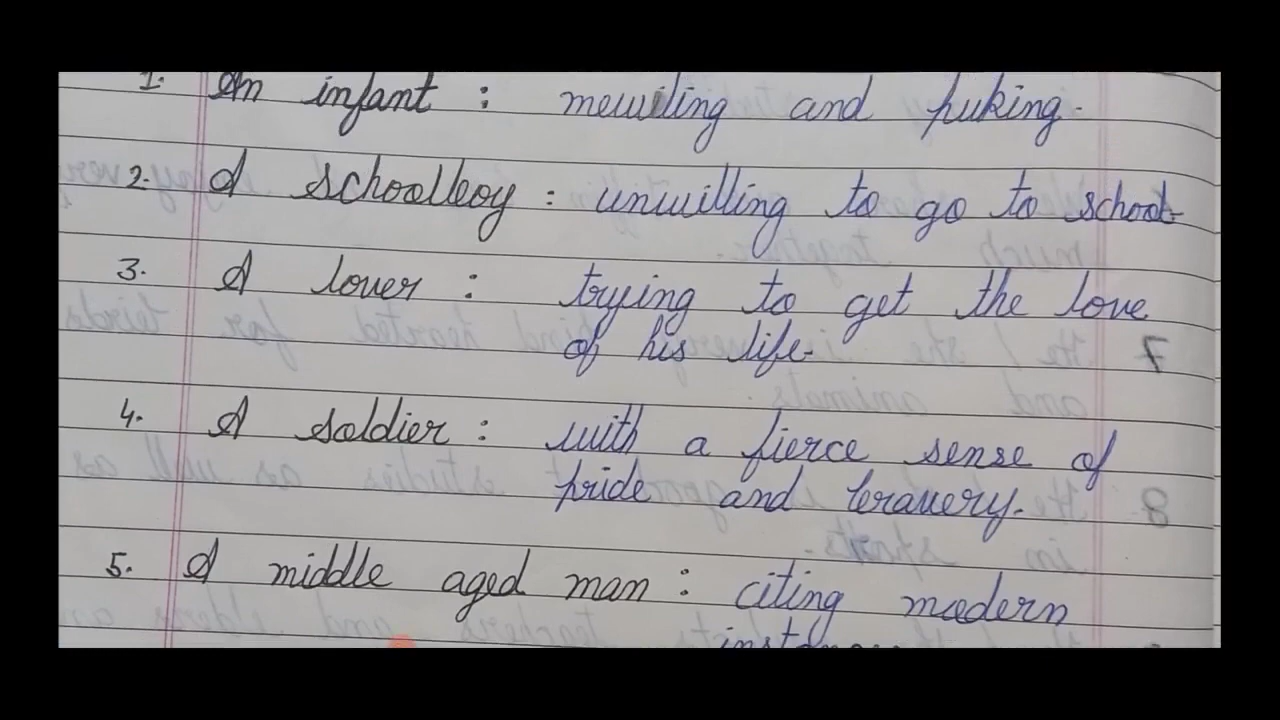 1. An infant : mewiling and puking.
2. A schoolboy : unwilling to go to school.
3. A lover : trying to get the love
of his life.
4. A soldier : with a fierce sense of
pride and bravery.
5. A middle aged man : citing modern